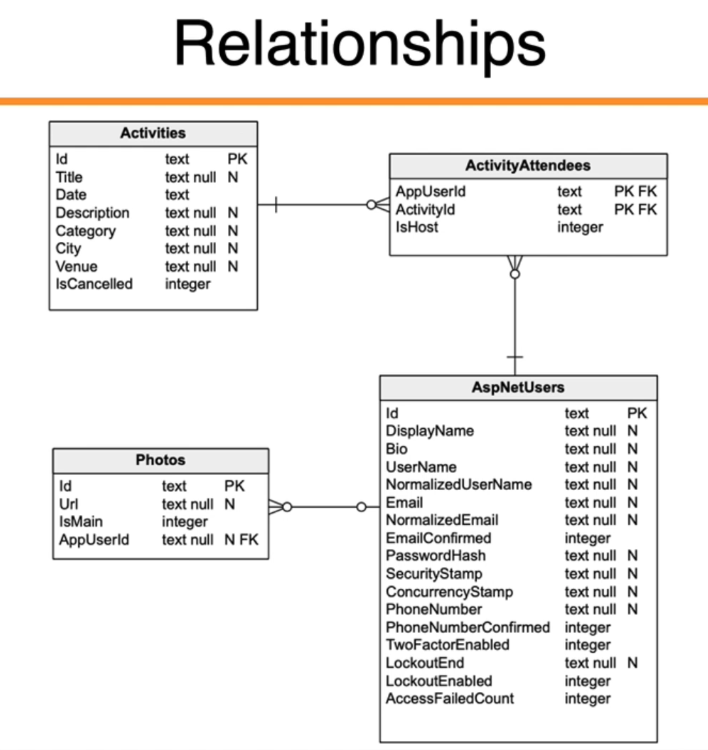 Relationships
Activities
Id text PK
Title text null N
Date text
Description text null N
Category text null N
City text null N
Venue text null N
IsCancelled integer
ActivityAttendees
AppUserId text PK FK
ActivityId text PK FK
IsHost integer
Photos
Id text PK
Url text null N
IsMain integer
AppUserId text null N FK
AspNetUsers
Id text PK
DisplayName text null N
Bio text null N
UserName text null N
NormalizedUserName text null N
Email text null N
NormalizedEmail text null N
EmailConfirmed integer
PasswordHash text null N
SecurityStamp text null N
ConcurrencyStamp text null N
PhoneNumber text null N
PhoneNumberConfirmed integer
TwoFactorEnabled integer
LockoutEnd text null N
LockoutEnabled integer
AccessFailedCount integer